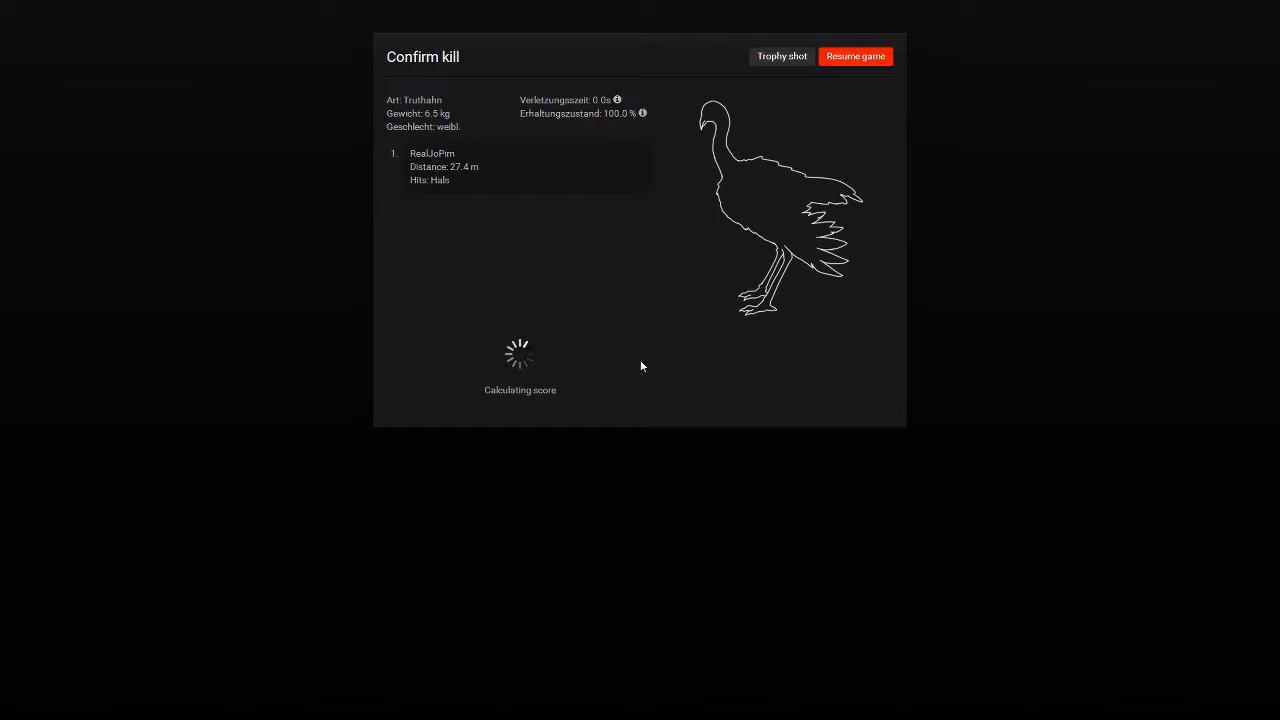 Confirm kill
Trophy shot
Resume game
Art: Truthahn
Gewicht: 6.5 kg
Geschlecht: weibl.
Verletzungsszeit: 0.0s
Erhaltungszustand: 100.0 %
1. RealJoPim
Distance: 27.4 m
Hits: Hals
Calculating score